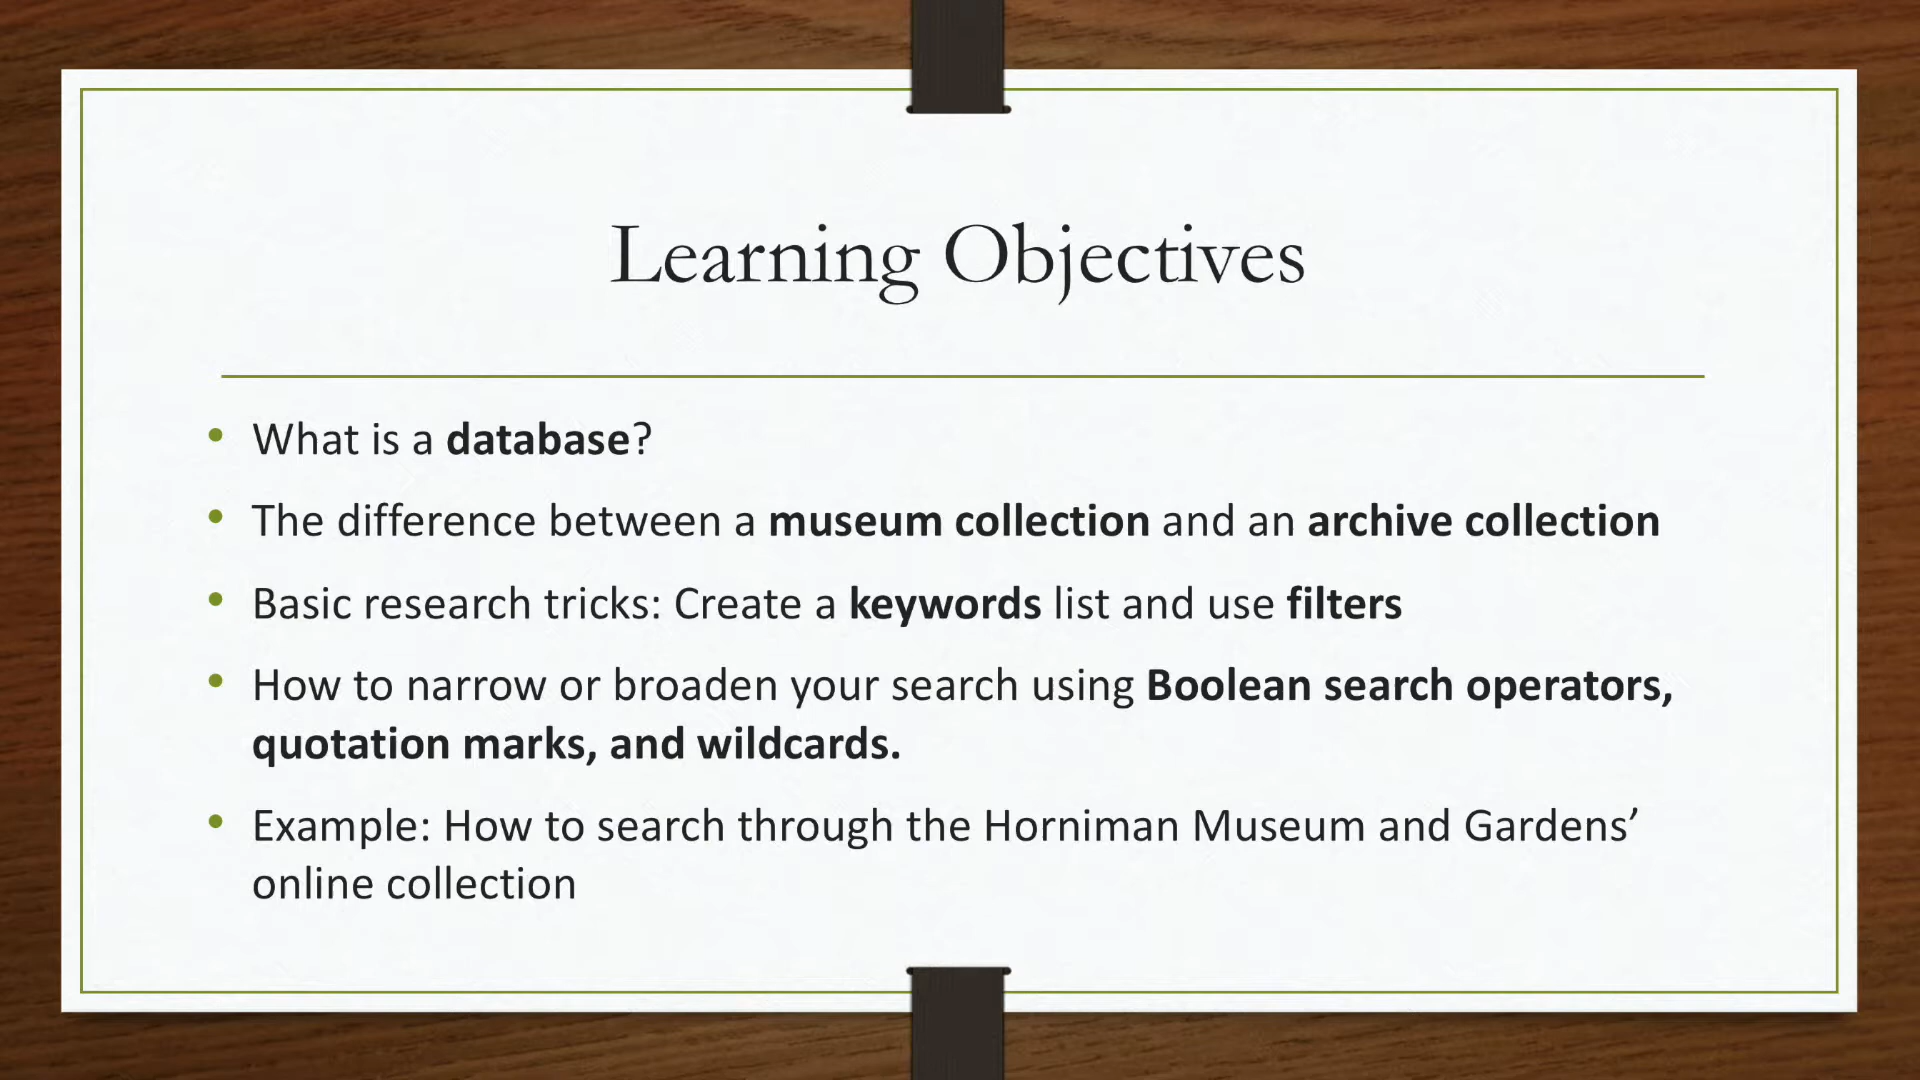 Learning Objectives
• What is a database?
• The difference between a museum collection and an archive collection
• Basic research tricks: Create a keywords list and use filters
• How to narrow or broaden your search using Boolean search operators,
quotation marks, and wildcards.
• Example: How to search through the Horniman Museum and Gardens’
online collection